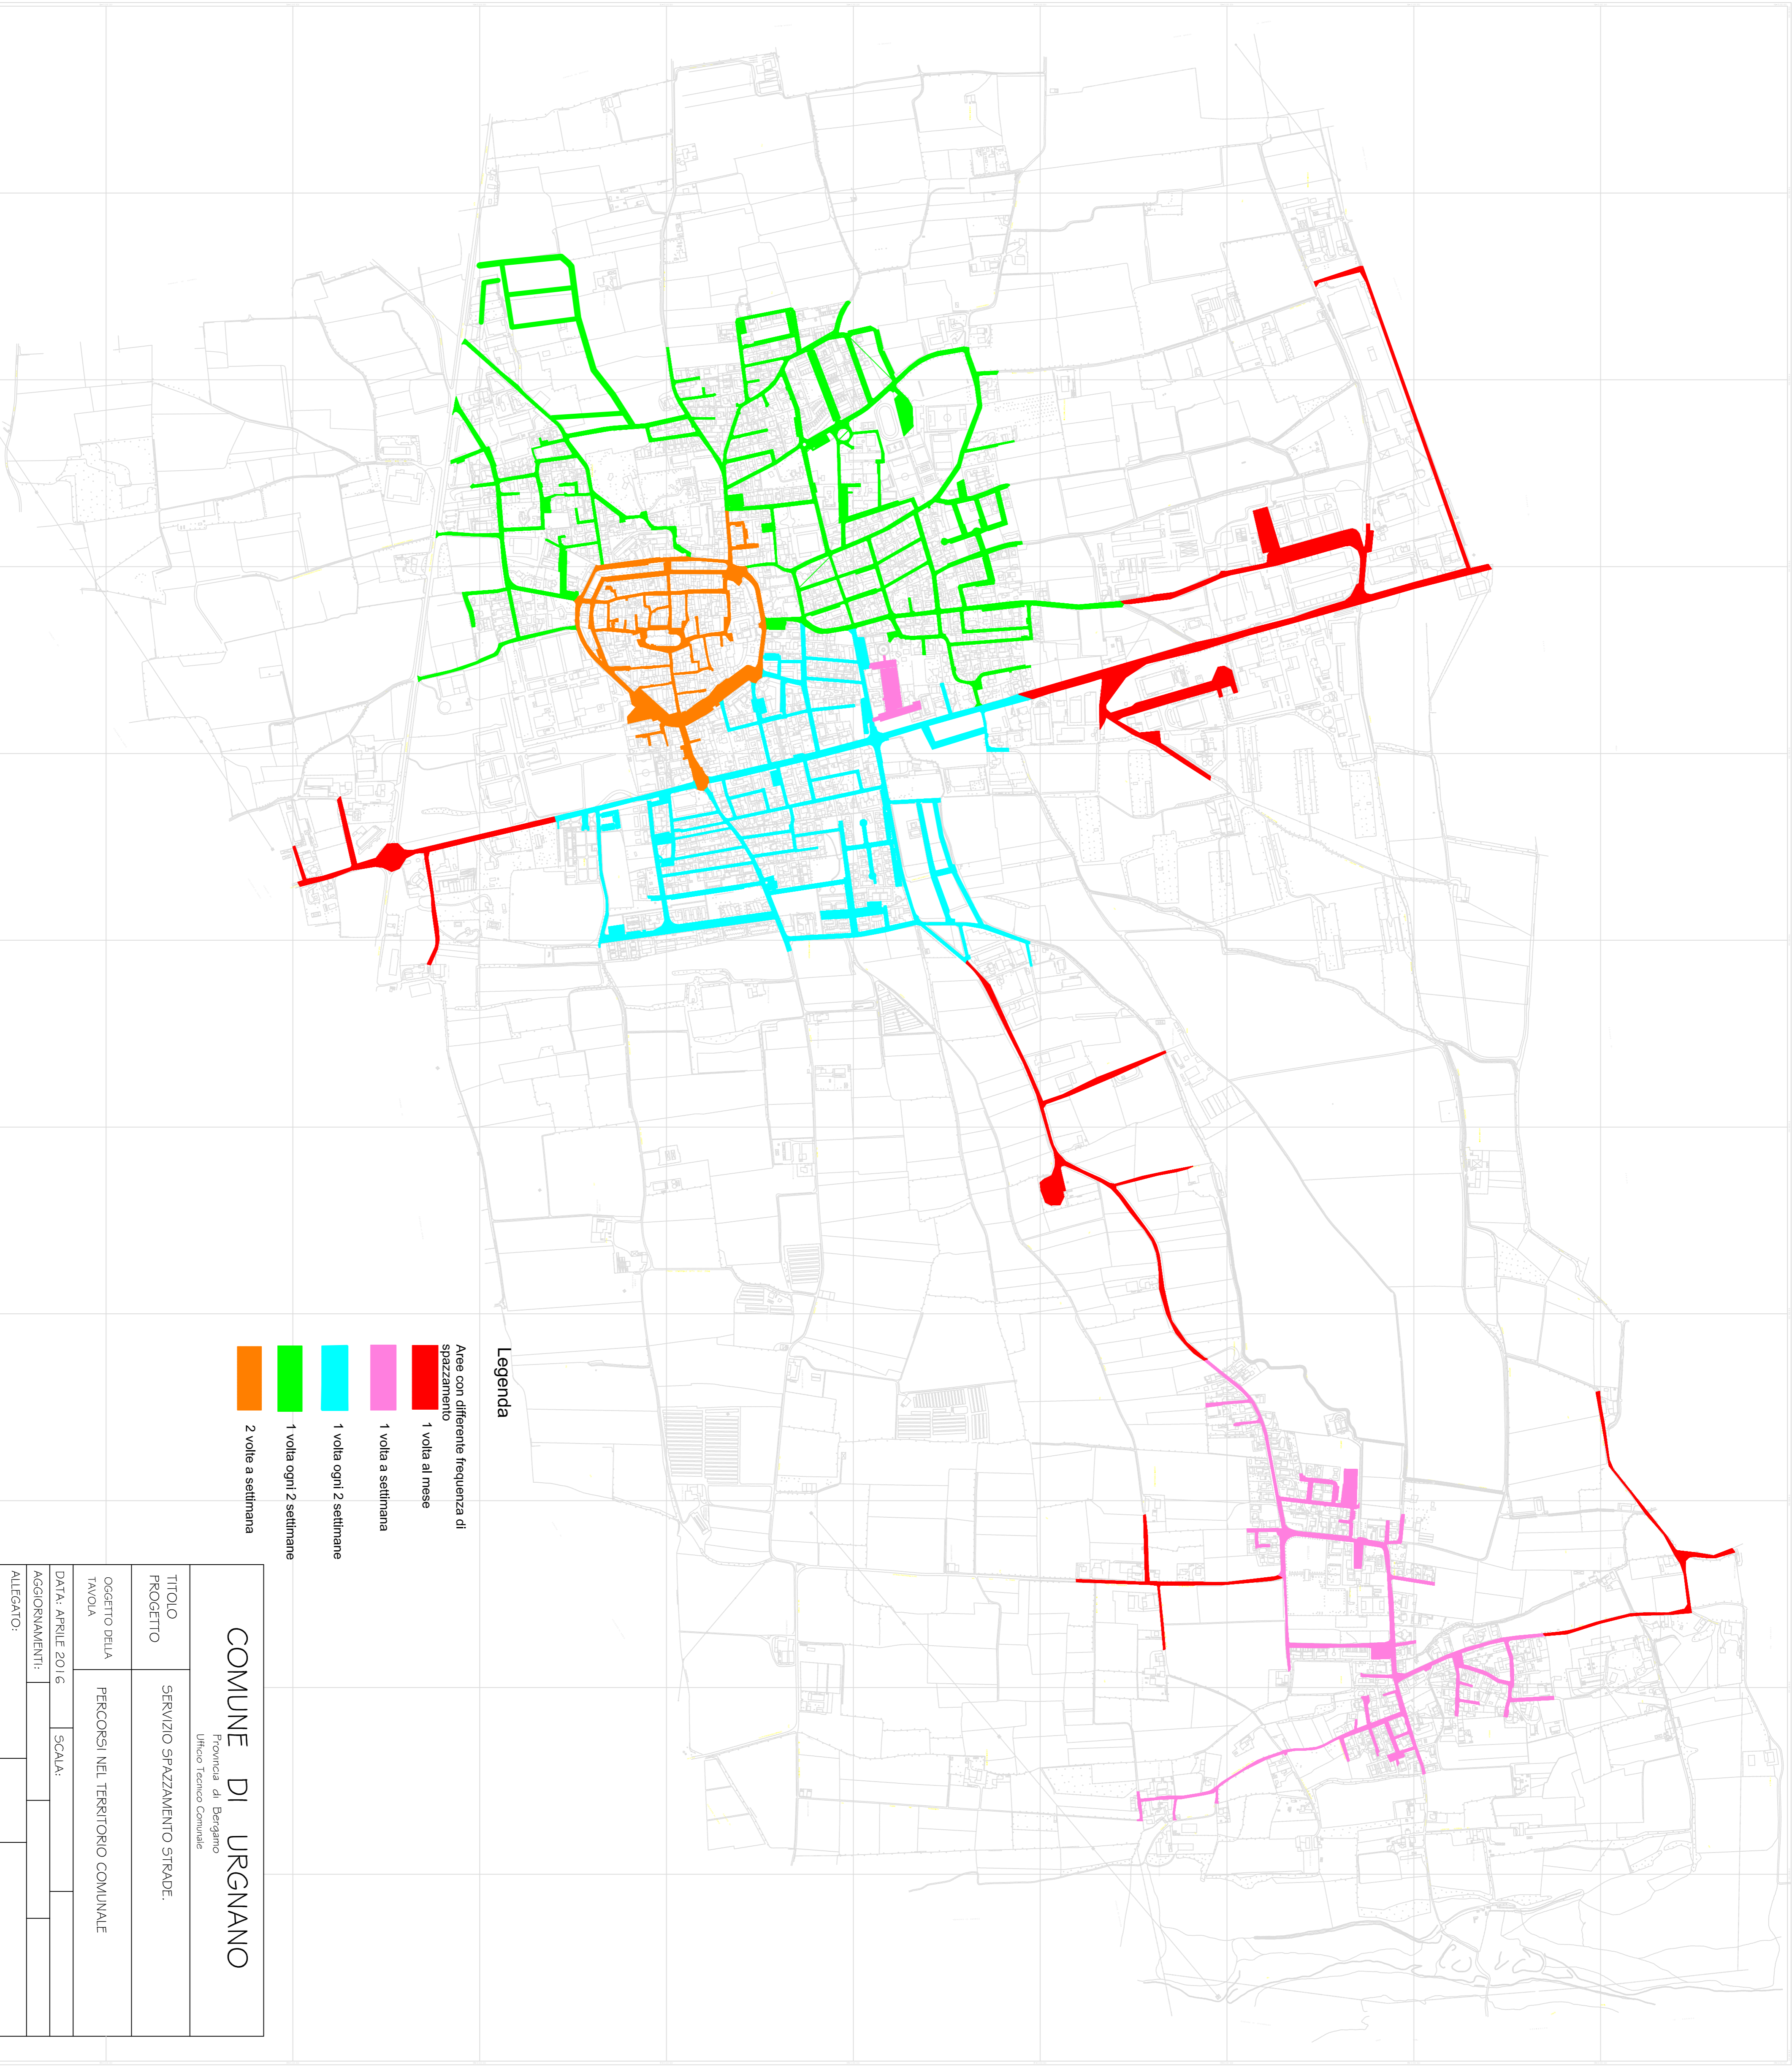 Legenda
Aree con differente frequenza di
spazzamento
1 volta al mese
1 volta a settimana
1 volta ogni 2 settimane
1 volta ogni 2 settimane
2 volte a settimana
COMUNE DI URGNANO
Provincia di Bergamo
Ufficio Tecnico Comunale
TITOLO
PROGETTO
SERVIZIO SPAZZAMENTO STRADE.
OGGETTO DELLA
TAVOLA
PERCORSI NEL TERRITORIO COMUNALE
DATA: APRILE 2016
SCALA:
AGGIORNAMENTI:
ALLEGATO: